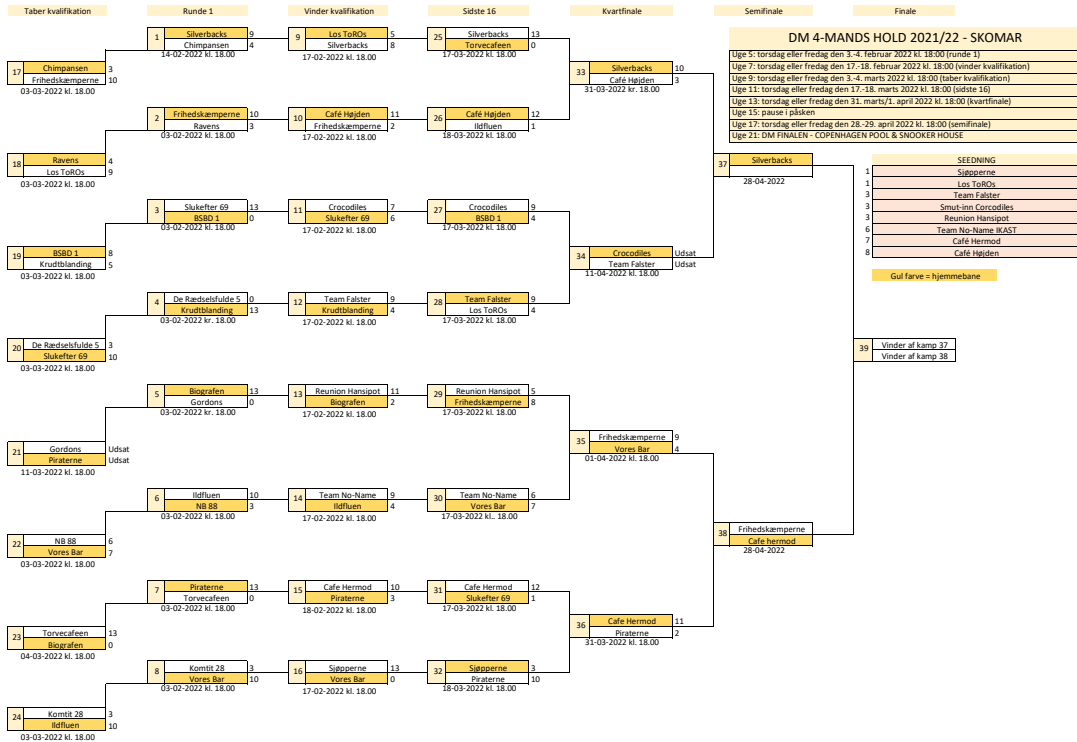 Taber kvalifikation
Runde 1
Vinder kvalifikation
Sidste 16
Kvartfinale
Semifinale
Finale
DM 4-MANDS HOLD 2021/22 - SKOMAR
Uge 5: torsdag eller fredag den 3.-4. februar 2022 kl. 18:00 (runde 1)
Uge 7: torsdag eller fredag den 17.-18. februar 2022 kl. 18:00 (vinder kvalifikation)
Uge 9: torsdag eller fredag den 3.-4. marts 2022 kl. 18:00 (taber kvalifikation)
Uge 11: torsdag eller fredag den 17.-18. marts 2022 kl. 18:00 (sidste 16)
Uge 13: torsdag eller fredag den 31. marts/1. april 2022 kl. 18:00 (kvartfinale)
Uge 15: pause i påsken
Uge 17: torsdag eller fredag den 28.-29. april 2022 kl. 18:00 (semifinale)
Uge 21: DM FINALEN - COPENHAGEN POOL & SNOOKER HOUSE
SEEDNING
1 Sjøpperne
1 Los ToROs
3 Team Falster
3 Smut-inn Corcodiles
3 Reunion Hansipot
6 Team No-Name IKAST
7 Café Hermod
8 Café Højden
Gul farve = hjemmebane
17
Chimpansen 3
Frihedskæmperne 10
03-03-2022 kl. 18.00
18
Ravens 4
Los ToROs 9
03-03-2022 kl. 18.00
19
BSBD 1 8
Krudtblanding 5
03-03-2022 kl. 18.00
20
De Rædselsfulde 5 3
Slukefter 69 10
03-03-2022 kl. 18.00
21
Gordons Udsat
Piraterne Udsat
11-03-2022 kl. 18.00
22
NB 88 6
Vores Bar 7
03-03-2022 kl. 18.00
23
Torvecafeen 13
Biografen 0
04-03-2022 kl. 18.00
24
Komtit 28 3
Ildfluen 10
03-03-2022 kl. 18.00
1
Silverbacks 9
Chimpansen 4
14-02-2022 kl. 18.00
2
Frihedskæmperne 10
Ravens 3
03-02-2022 kl. 18.00
3
Slukefter 69 13
BSBD 1 0
03-02-2022 kl. 18.00
4
De Rædselsfulde 5 0
Krudtblanding 13
03-02-2022 kr. 18.00
5
Biografen 13
Gordons 0
03-02-2022 kr. 18.00
6
Ildfluen 10
NB 88 3
03-02-2022 kl. 18.00
7
Piraterne 13
Torvecafeen 0
03-02-2022 kl. 18.00
8
Komtit 28 3
Vores Bar 10
03-02-2022 kl. 18.00
9
Los ToROs 5
Silverbacks 8
17-02-2022 kl. 18.00
10
Café Højden 11
Frihedskæmperne 2
17-02-2022 kl. 18.00
11
Crocodiles 7
Slukefter 69 6
17-02-2022 kl. 18.00
12
Team Falster 9
Krudtblanding 4
17-02-2022 kl. 18.00
13
Reunion Hansipot 11
Biografen 2
17-02-2022 kl. 18.00
14
Team No-Name 9
Ildfluen 4
17-02-2022 kl. 18.00
15
Cafe Hermod 10
Piraterne 3
18-02-2022 kl. 18.00
16
Sjøpperne 13
Vores Bar 0
17-02-2022 kl. 18.00
25
Silverbacks 13
Torvecafeen 0
17-03-2022 kl. 18.00
26
Café Højden 12
Ildfluen 1
18-03-2022 kl. 18.00
27
Crocodiles 9
BSBD 1 4
17-03-2022 kl. 18.00
28
Team Falster 9
Los ToROs 4
17-03-2022 kl. 18.00
29
Reunion Hansipot 5
Frihedskæmperne 8
17-03-2022 kl. 18.00
30
Team No-Name 6
Vores Bar 7
17-03-2022 kl.. 18.00
31
Cafe Hermod 12
Slukefter 69 1
17-03-2022 kl. 18.00
32
Sjøpperne 3
Piraterne 10
18-03-2022 kl. 18.00
33
Silverbacks 10
Café Højden 3
31-03-2022 kr. 18.00
34
Crocodiles Udsat
Team Falster Udsat
11-04-2022 kl. 18.00
35
Frihedskæmperne 9
Vores Bar 4
01-04-2022 kl. 18.00
36
Cafe Hermod 11
Piraterne 2
31-03-2022 kl. 18.00
37
Silverbacks
28-04-2022
38
Frihedskæmperne
Cafe hermod
28-04-2022
39
Vinder af kamp 37
Vinder af kamp 38